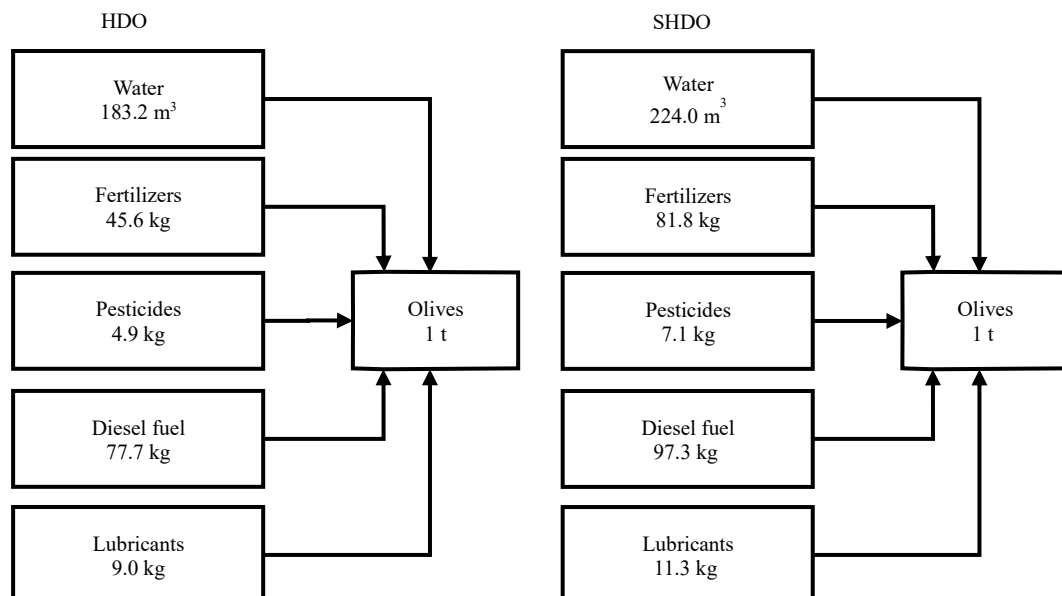 HDO
Water
183.2 m³
Fertilizers
45.6 kg
Pesticides
4.9 kg
Diesel fuel
77.7 kg
Lubricants
9.0 kg
Olives
1 t
SHDO
Water
224.0 m³
Fertilizers
81.8 kg
Pesticides
7.1 kg
Diesel fuel
97.3 kg
Lubricants
11.3 kg
Olives
1 t